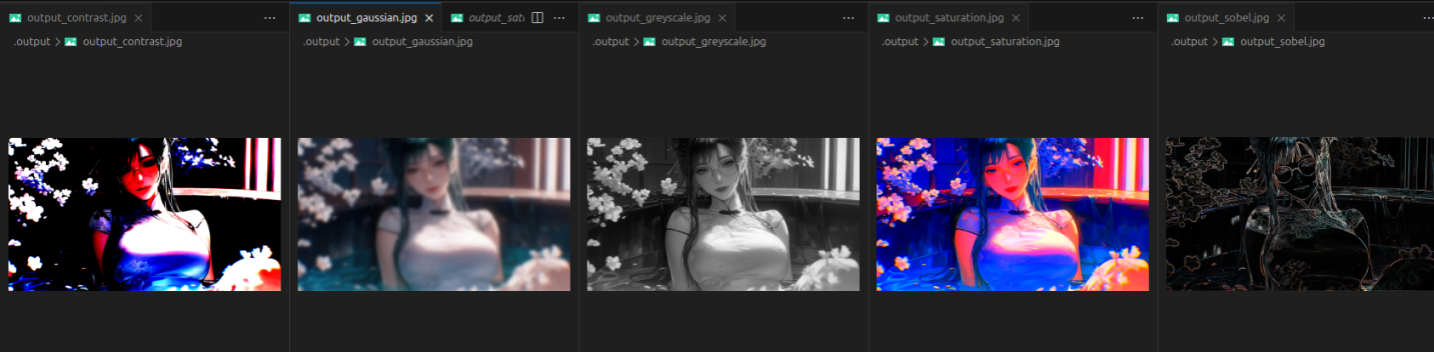 output_contrast.jpg
.output > output_contrast.jpg
output_gaussian.jpg output_satu
.output > output_gaussian.jpg
output_greyscale.jpg
.output > output_greyscale.jpg
output_saturation.jpg
.output > output_saturation.jpg
output_sobel.jpg
.output > output_sobel.jpg